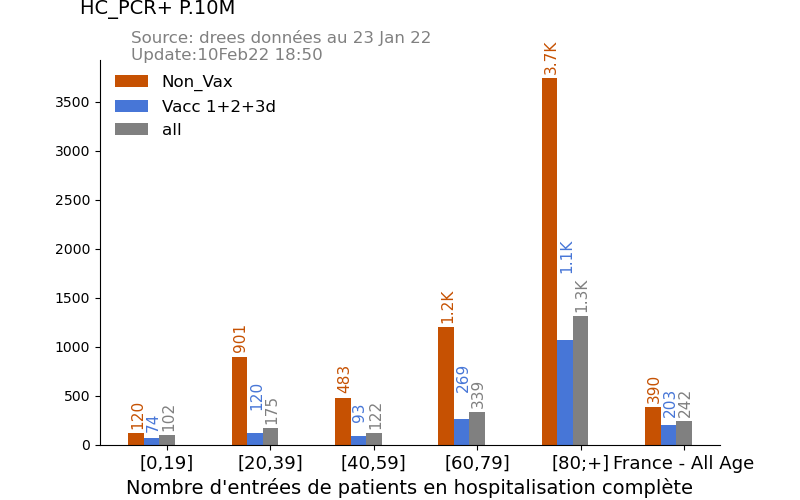 HC_PCR+ P.10M
Source: drees données au 23 Jan 22
Update:10Feb22 18:50
Non_Vax
Vacc 1+2+3d
all
3500
3000
2500
2000
1500
1000
500
0
120
74
102
901
120
175
483
93
122
1.2K
269
339
3.7K
1.1K
1.3K
390
203
242
[0,19] [20,39] [40,59] [60,79] [80;+] France - All Age
Nombre d'entrées de patients en hospitalisation complète